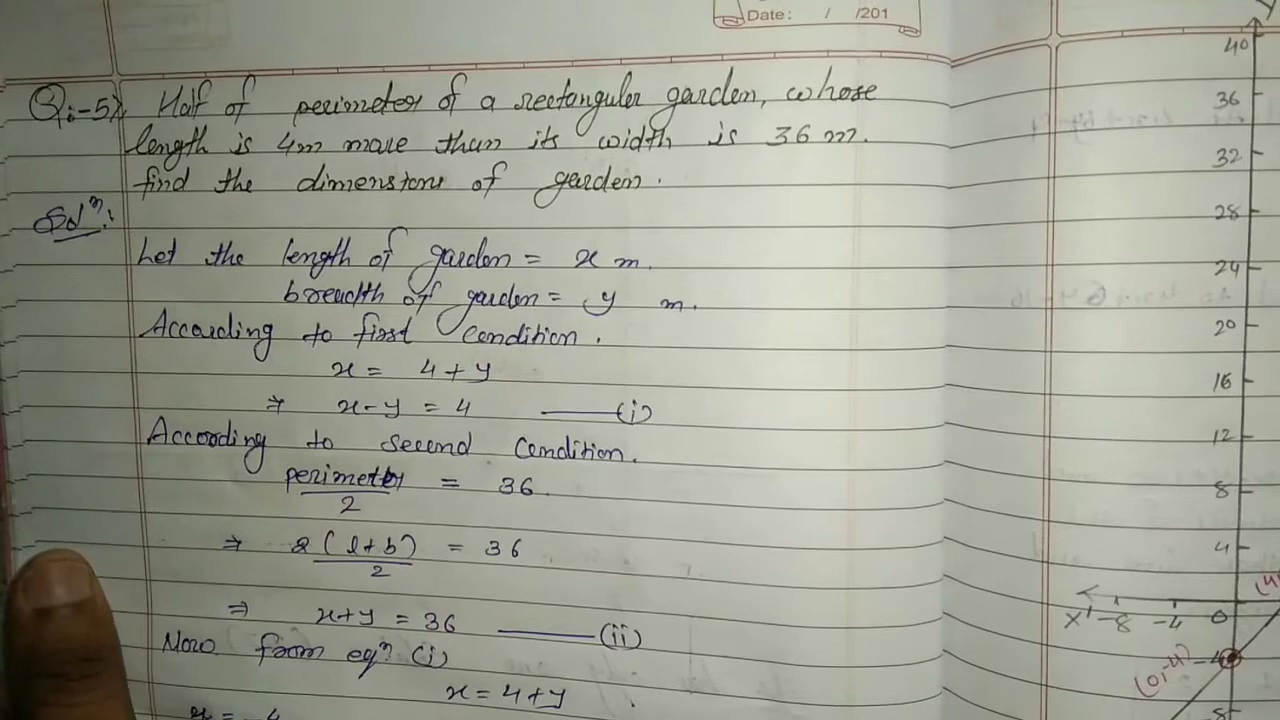 Date: / /201
Q:-5⟩ Half of perimeter of a rectanguler garden, whose
length is 4m more than its width is 36 m.
find the dimensions of garden.
Solⁿ:
Let the length of garden = x m.
breadth of garden = y m.
According to first condition.
x = 4+y
⇒ x-y = 4 ——(i)
According to second Condition.
perimeter/2 = 36.
⇒ 2(l+b)/2 = 36
⇒ x+y = 36 ——(ii)
Now from eqⁿ (i)
x = 4+y
40
36
32
28
24
20
16
12
8
4
X' -8 -4 0
(0,-4) -4